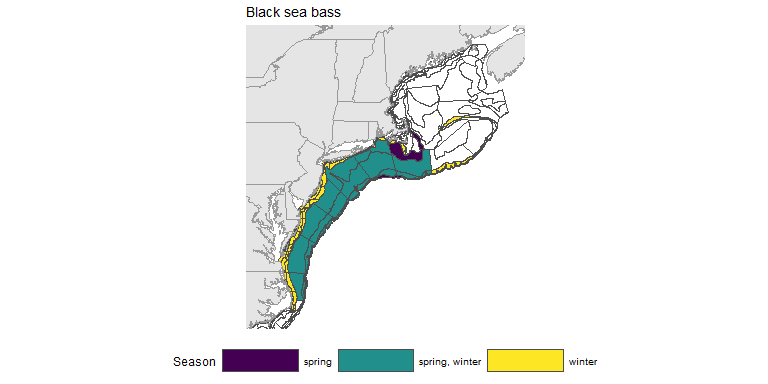 Black sea bass
Season spring spring, winter winter